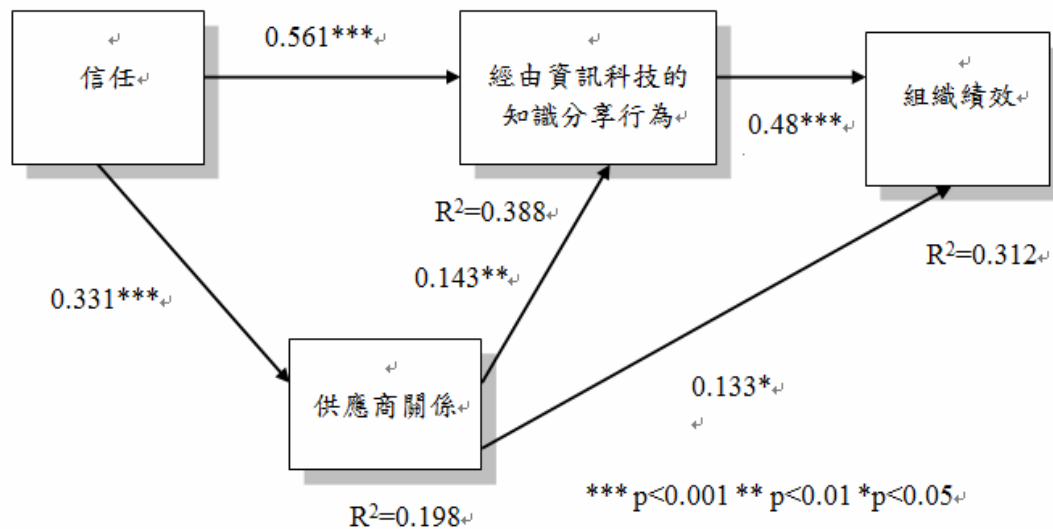 信任
0.561***
經由資訊科技的
知識分享行為
0.48***
組織績效
R²=0.388
R²=0.312
0.331***
0.143**
供應商關係
0.133*
R²=0.198
*** p<0.001 ** p<0.01 *p<0.05